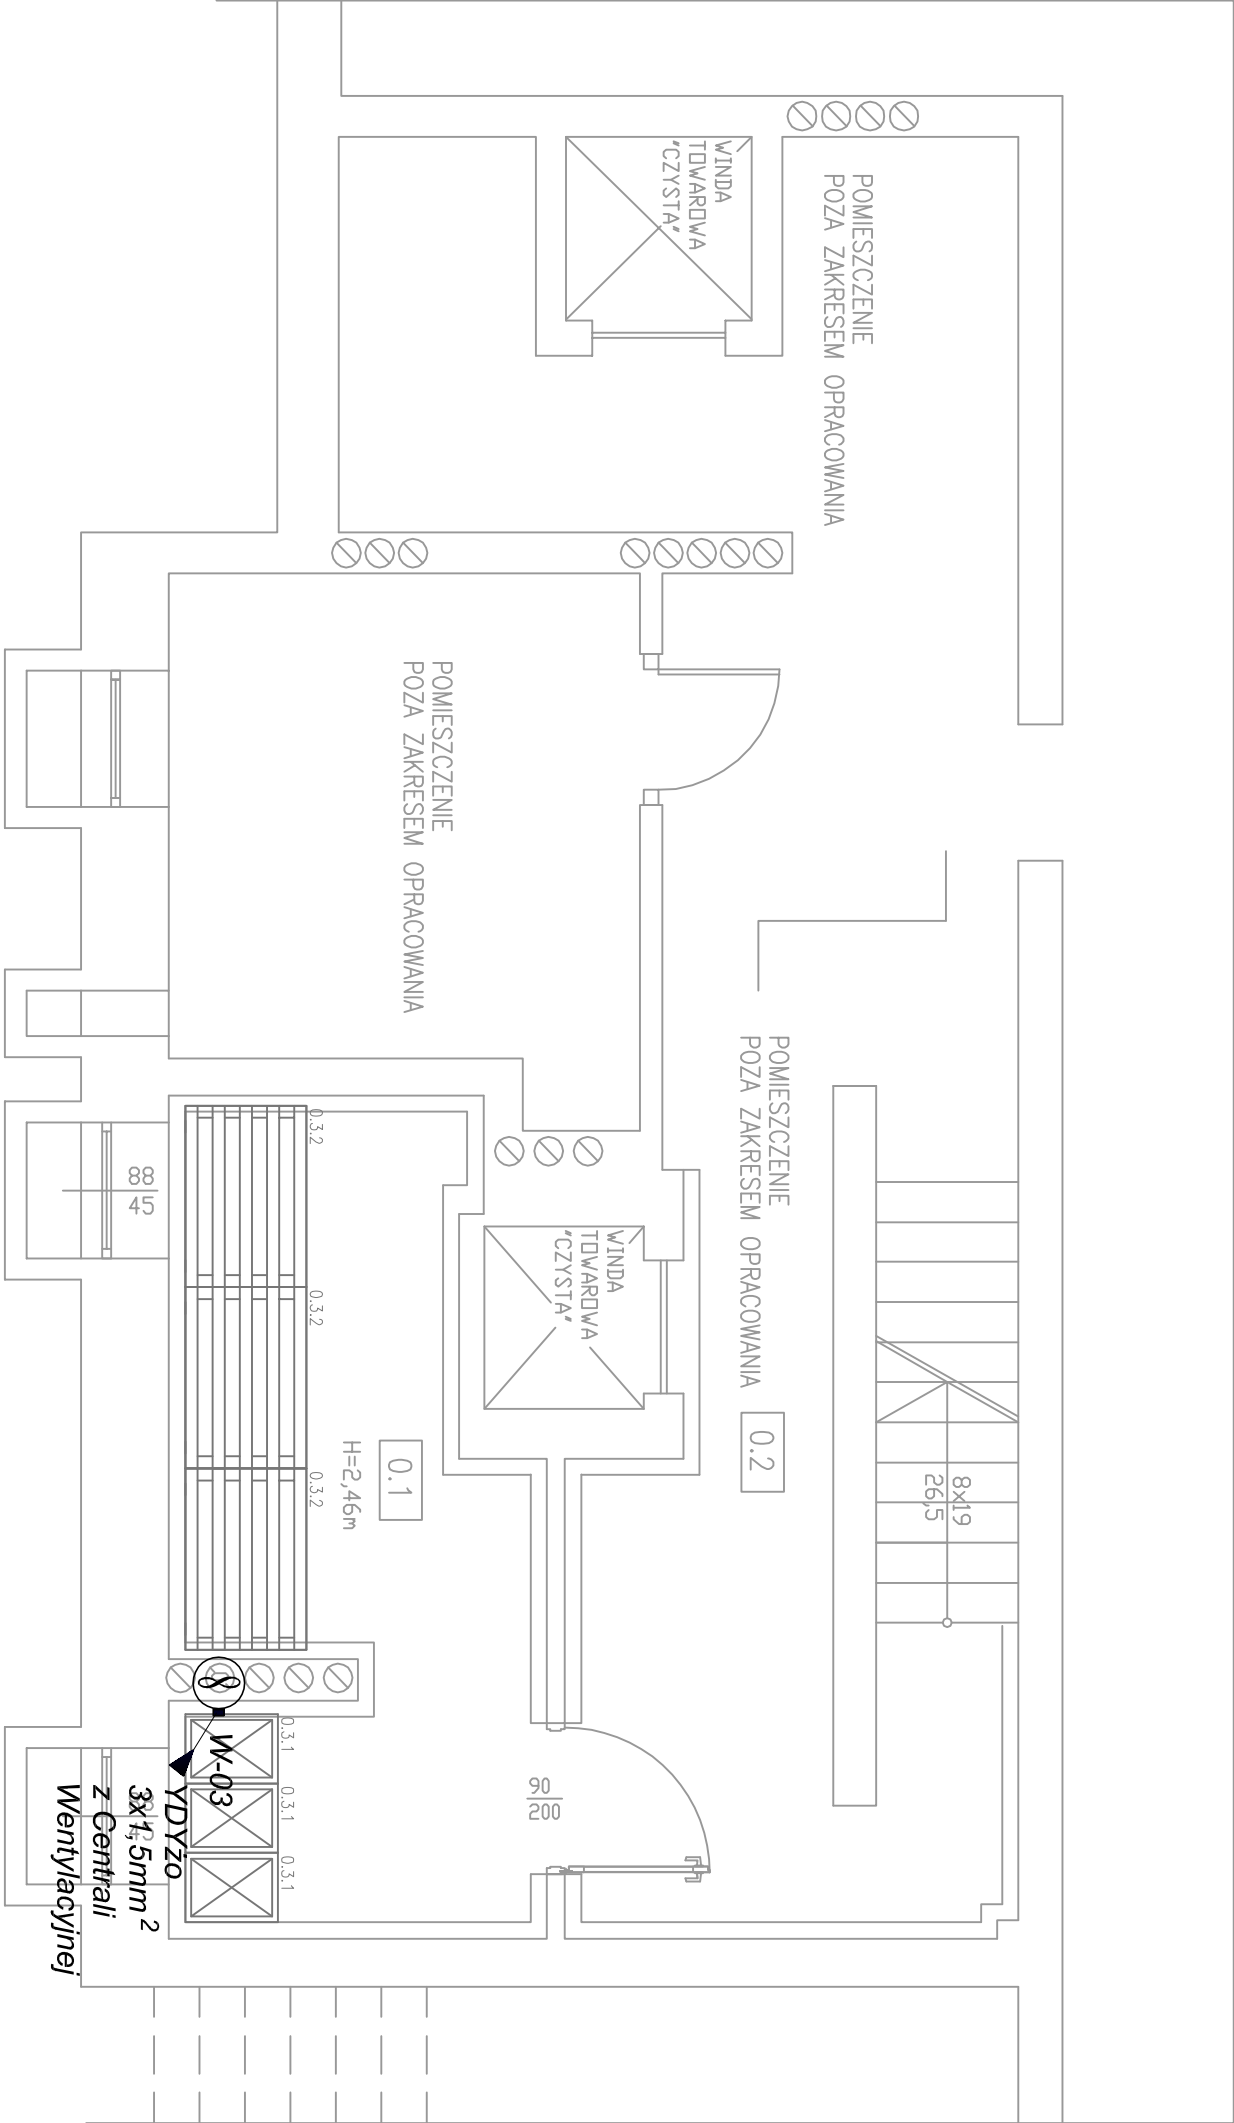 WINDA
TOWAROWA
"CZYSTA"
POMIESZCZENIE
POZA ZAKRESEM OPRACOWANIA
POMIESZCZENIE
POZA ZAKRESEM OPRACOWANIA
POMIESZCZENIE
POZA ZAKRESEM OPRACOWANIA
0.2
WINDA
TOWAROWA
"CZYSTA"
8x19
26,5
0.1
H=2,46m
0.3.2
0.3.2
0.3.2
88
45
90
200
0.3.1
0.3.1
0.3.1
W-03
YDYżo
3x1,5mm²
z Centrali
Wentylacyjnej